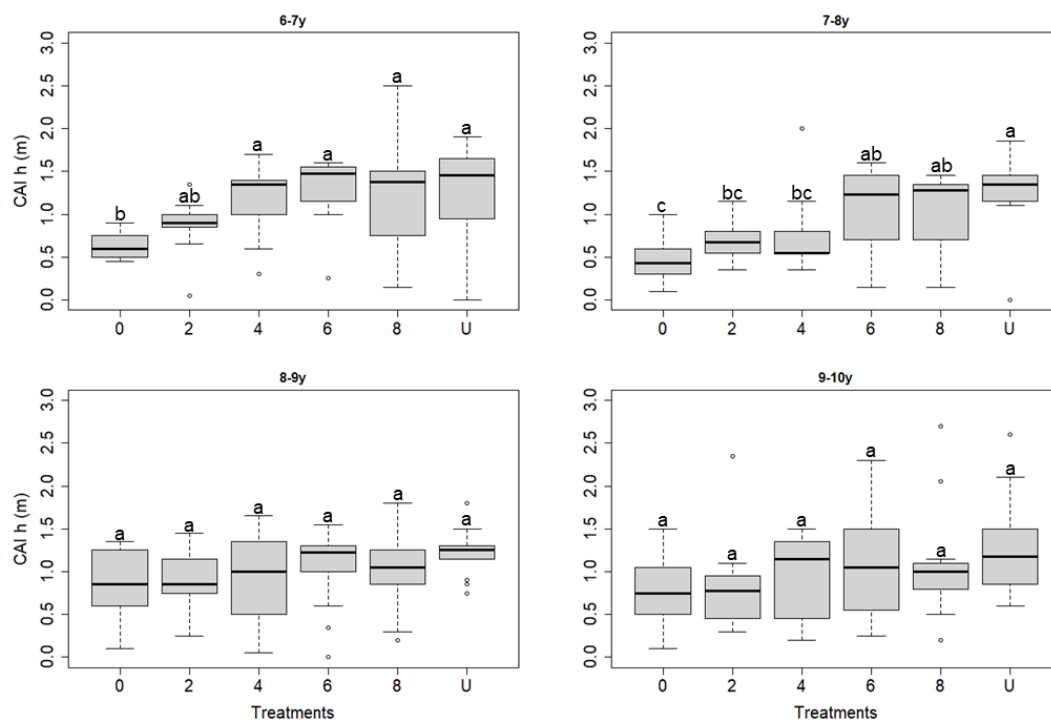 6-7y
CAI h (m)
3.0
2.5
2.0
1.5
1.0
0.5
0.0
b ab a a a a
0 2 4 6 8 U
7-8y
3.0
2.5
2.0
1.5
1.0
0.5
0.0
c bc bc ab ab a
0 2 4 6 8 U
8-9y
CAI h (m)
3.0
2.5
2.0
1.5
1.0
0.5
0.0
a a a a a a
0 2 4 6 8 U
Treatments
9-10y
3.0
2.5
2.0
1.5
1.0
0.5
0.0
a a a a a a
0 2 4 6 8 U
Treatments